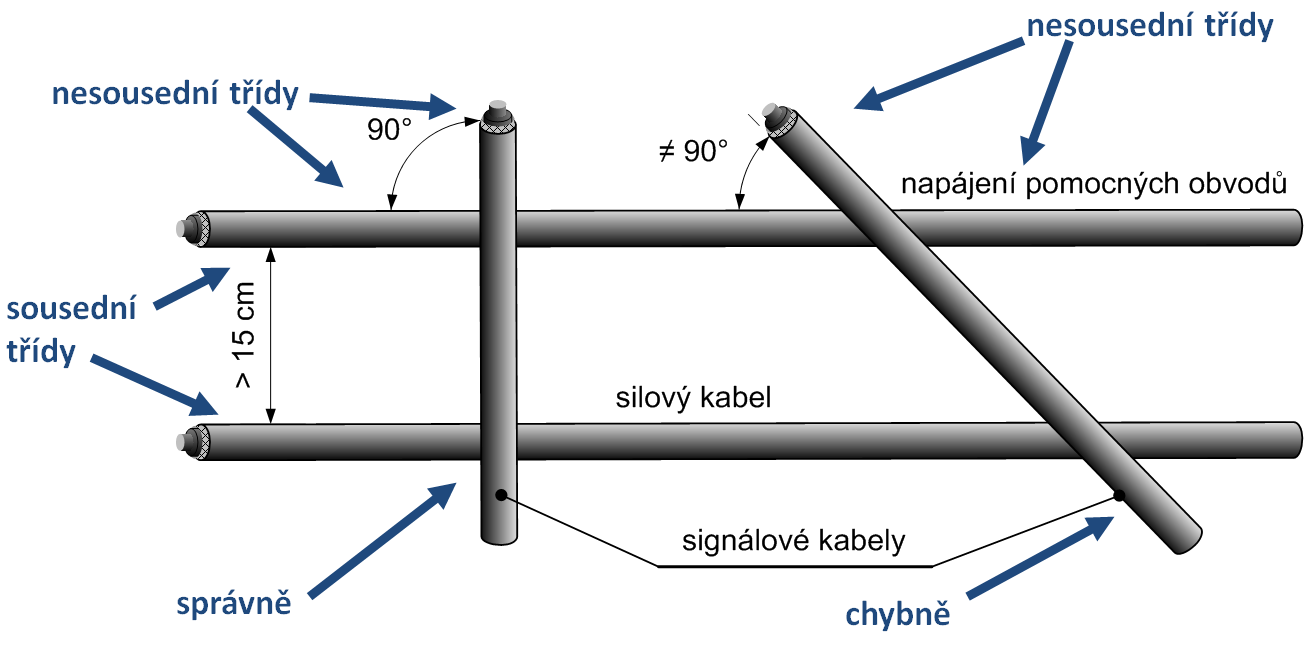 nesousední třídy
nesousední třídy
90°
≠ 90°
napájení pomocných obvodů
sousední
třídy
> 15 cm
silový kabel
signálové kabely
správně
chybně